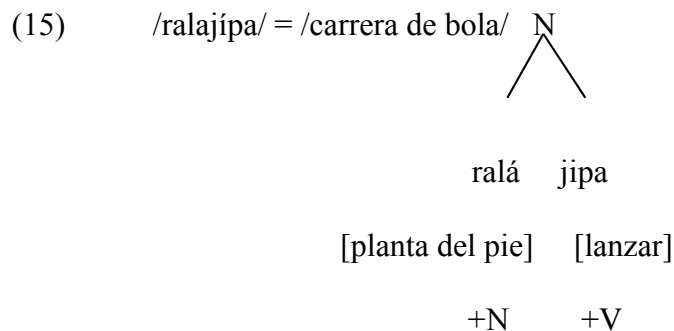 (15) /ralajípa/ = /carrera de bola/ N
ralá jipa
[planta del pie] [lanzar]
+N +V